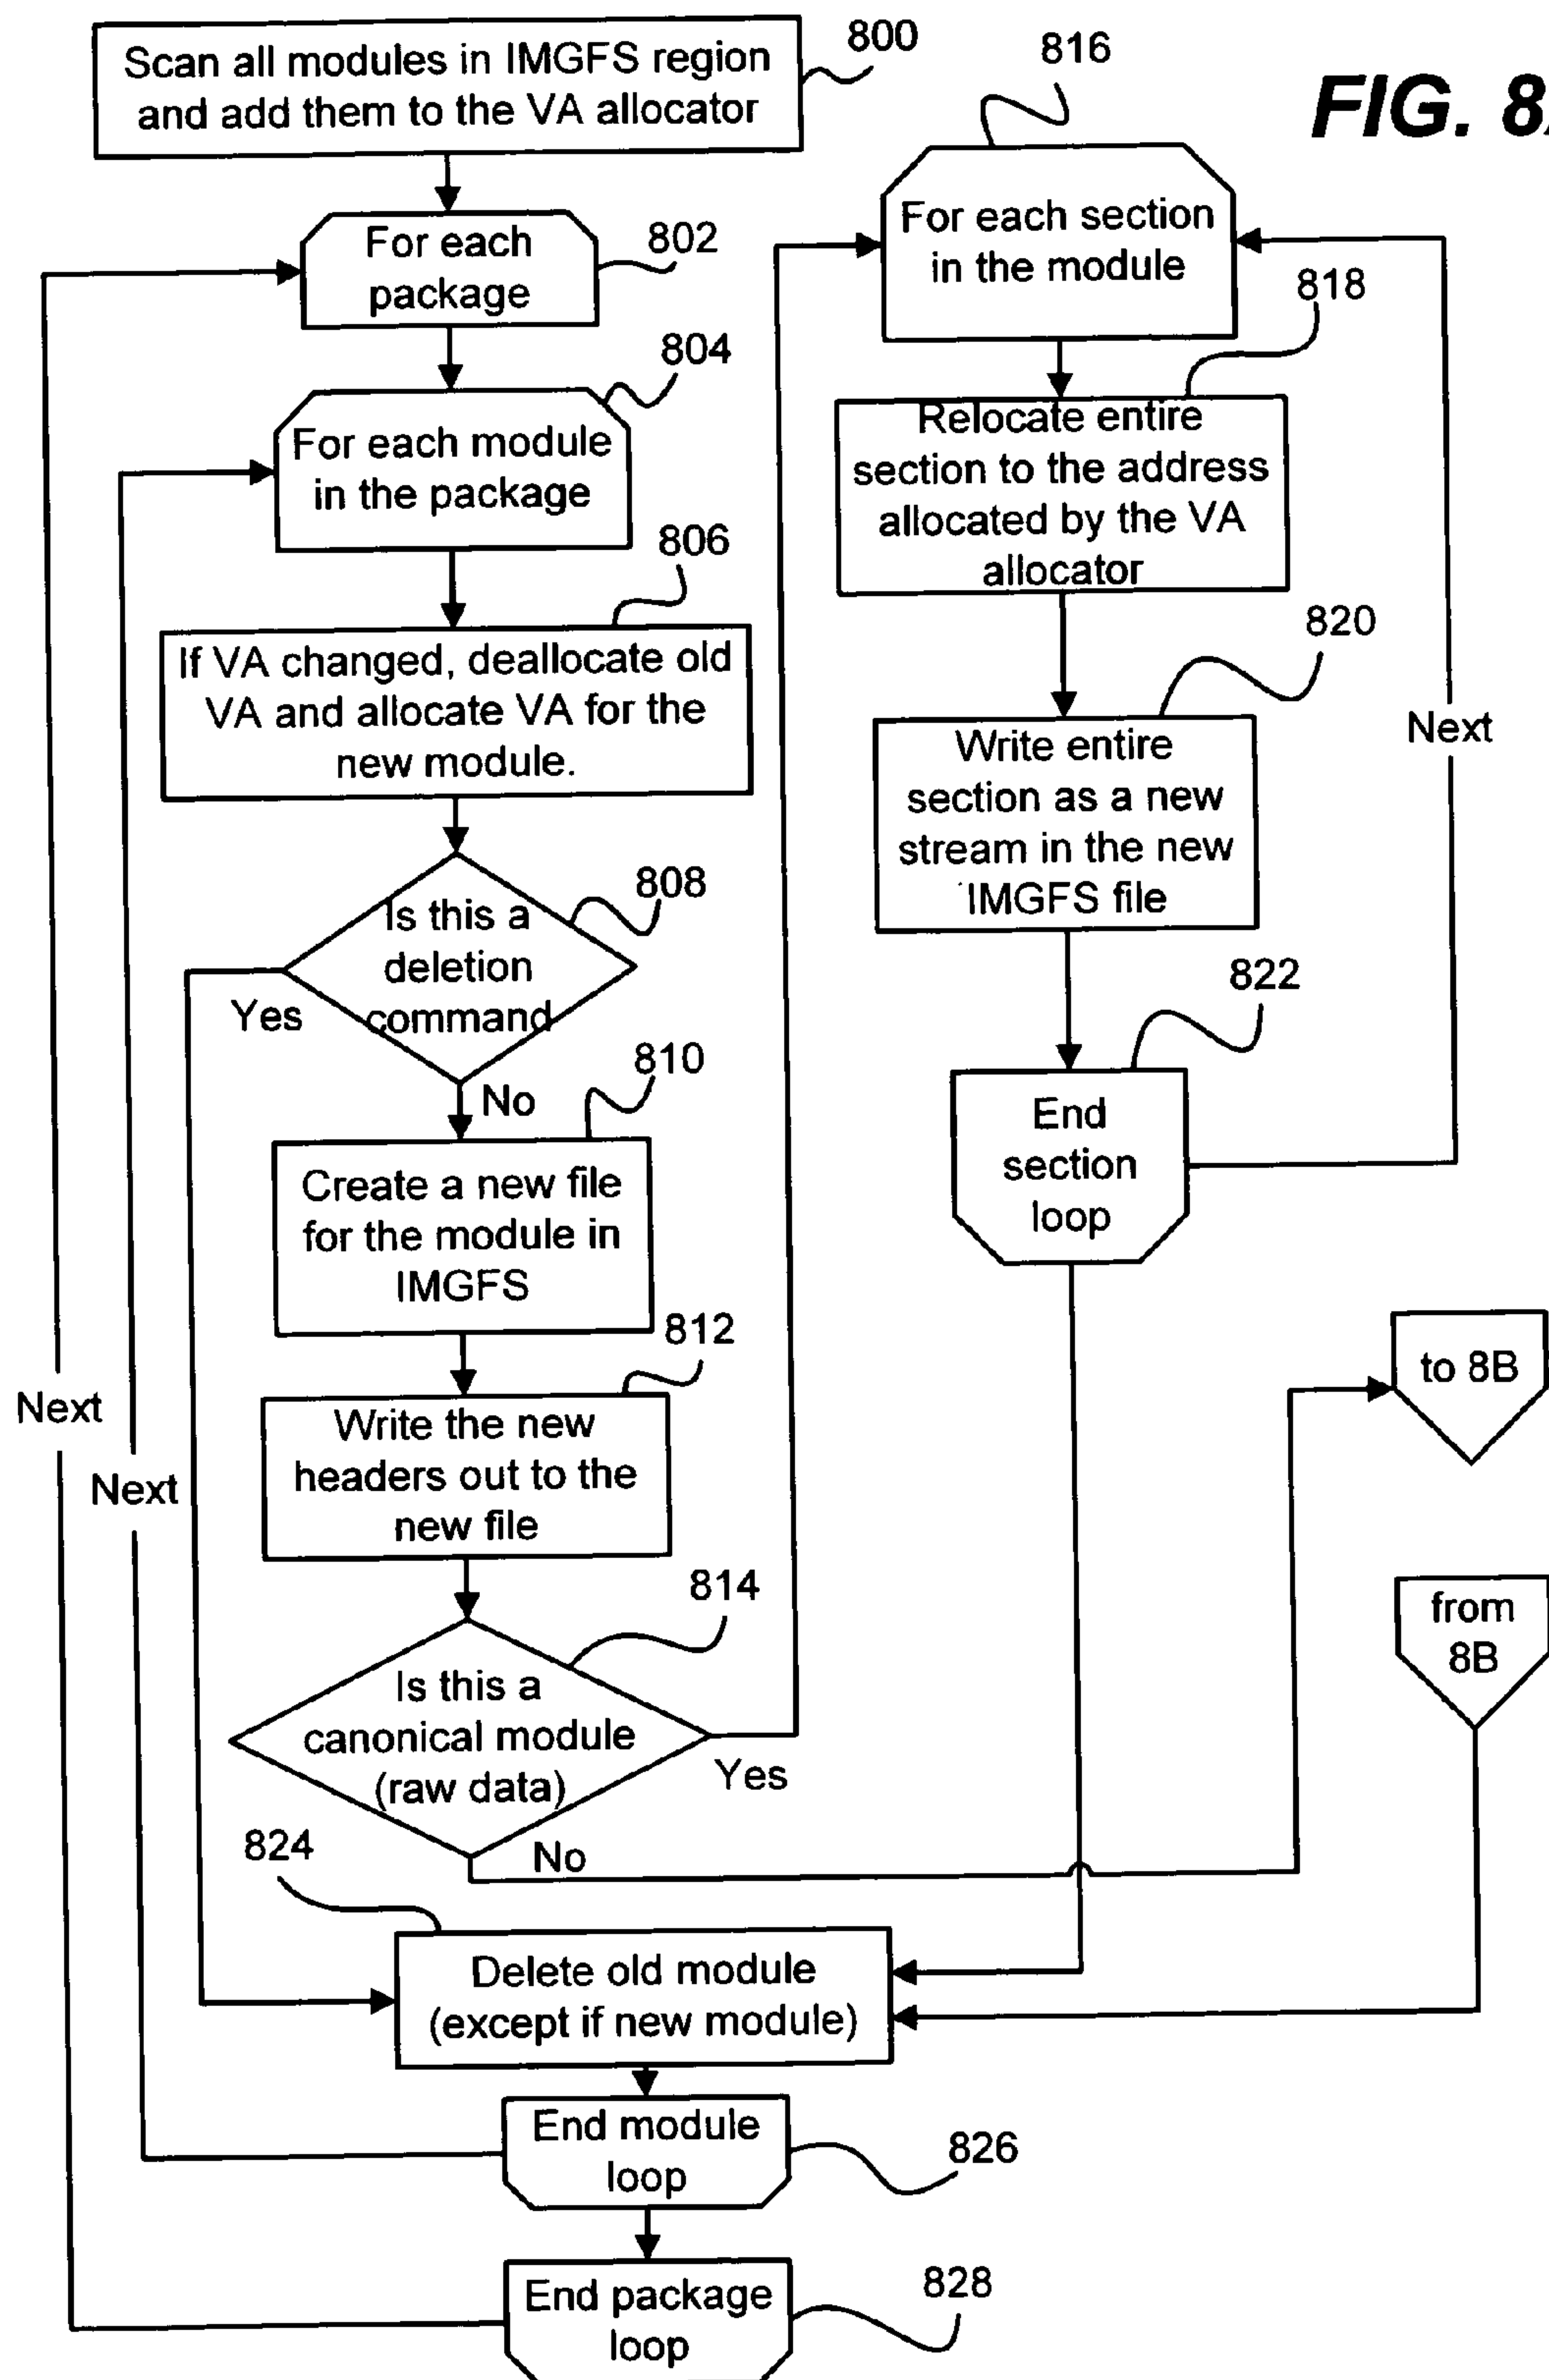 FIG. 8
800
Scan all modules in IMGFS region
and add them to the VA allocator
802
For each
package
804
For each module
in the package
806
If VA changed, deallocate old
VA and allocate VA for the
new module.
808
Is this a
deletion
command
Yes
No
810
Create a new file
for the module in
IMGFS
812
Write the new
headers out to the
new file
814
Is this a
canonical module
(raw data)
Yes
No
816
For each section
in the module
818
Relocate entire
section to the address
allocated by the VA
allocator
820
Write entire
section as a new
stream in the new
IMGFS file
822
End
section
loop
Next
to 8B
from
8B
824
Delete old module
(except if new module)
826
End module
loop
Next
828
End package
loop
Next